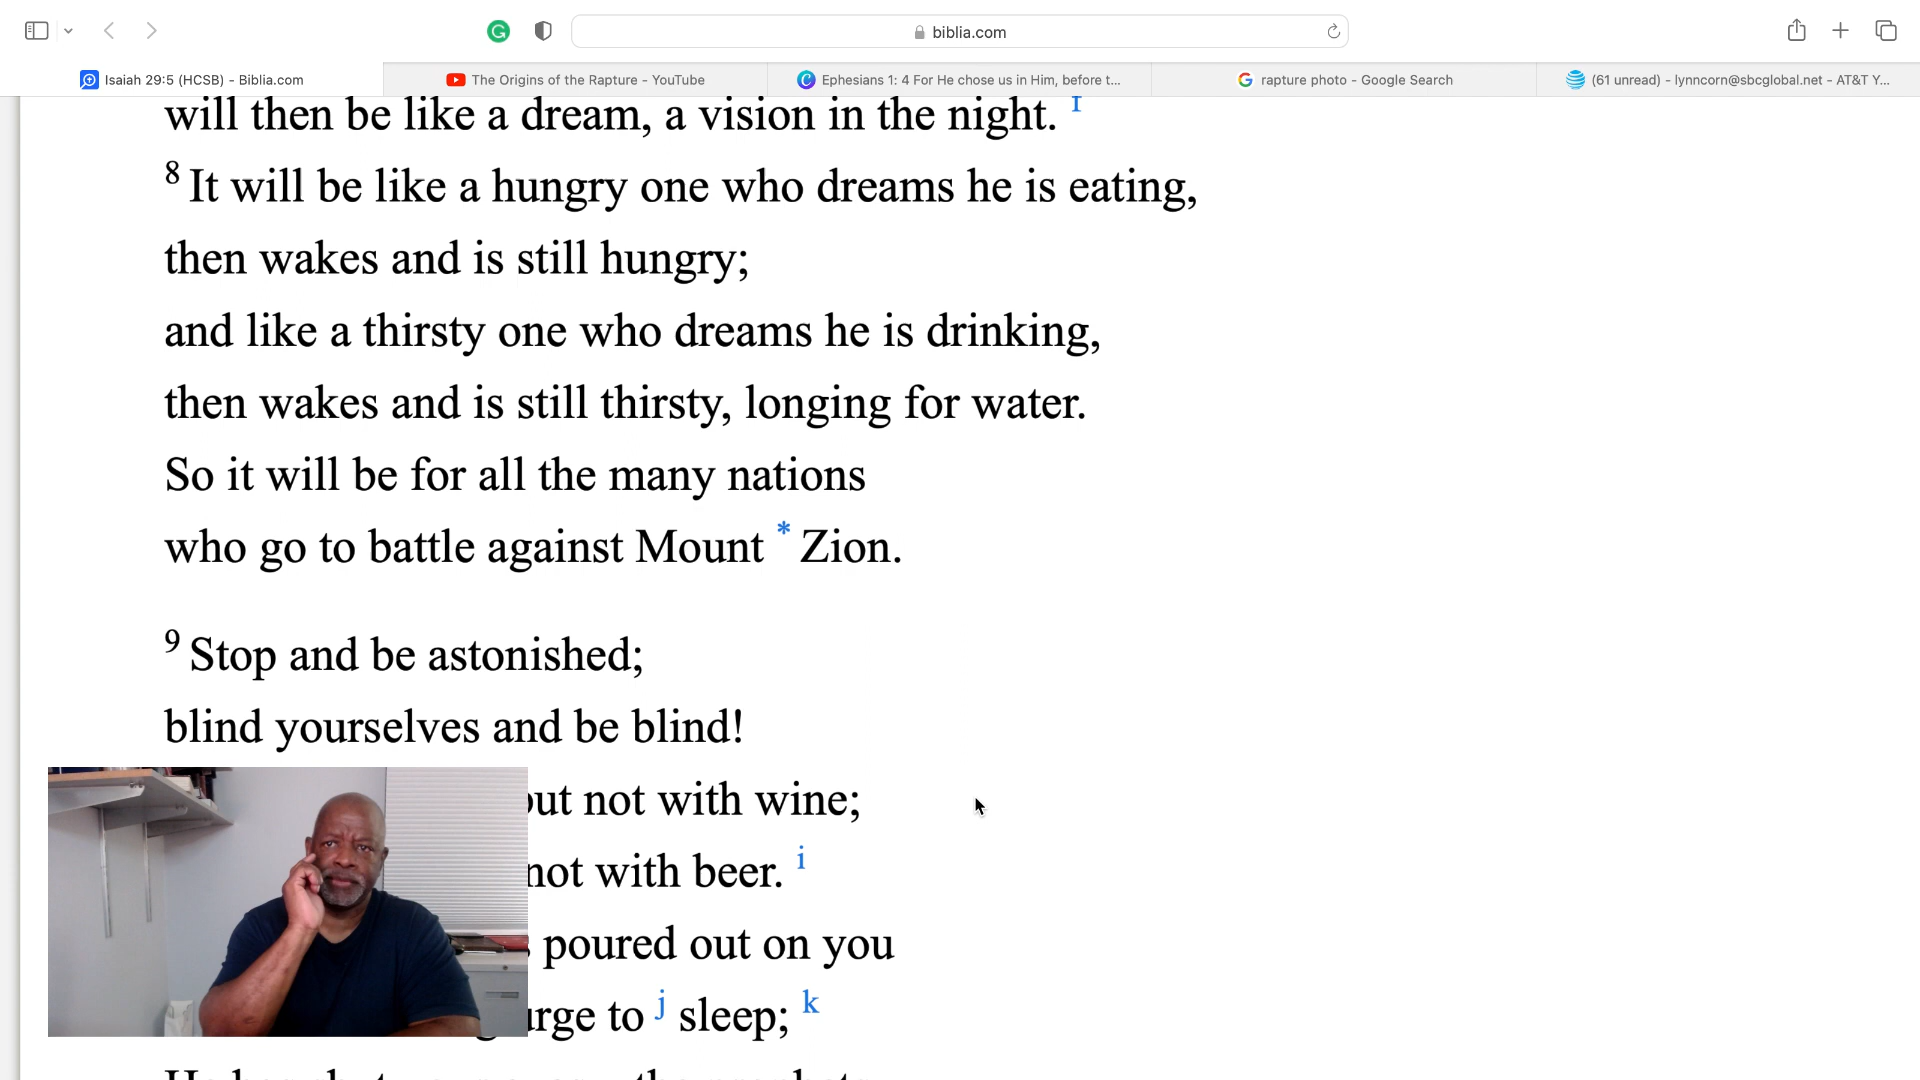 biblia.com
Isaiah 29:5 (HCSB) - Biblia.com
The Origins of the Rapture - YouTube
Ephesians 1: 4 For He chose us in Him, before t...
rapture photo - Google Search
(61 unread) - lynncorn@sbcglobal.net - AT&T Y...
will then be like a dream, a vision in the night. f
8 It will be like a hungry one who dreams he is eating,
then wakes and is still hungry;
and like a thirsty one who dreams he is drinking,
then wakes and is still thirsty, longing for water.
So it will be for all the many nations
who go to battle against Mount * Zion.
9 Stop and be astonished;
blind yourselves and be blind!
but not with wine;
not with beer. i
poured out on you
urge to j sleep; k